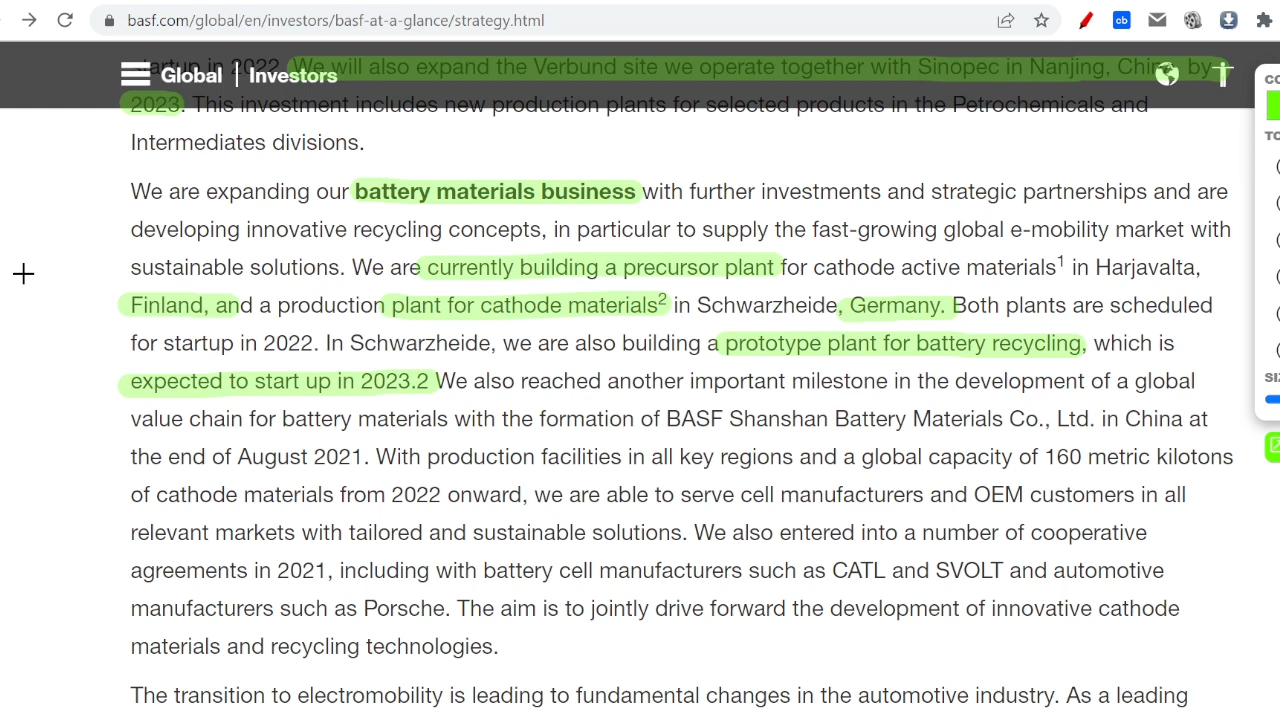 basf.com/global/en/investors/basf-at-a-glance/strategy.html
cb
startup in 2022. We will also expand the Verbund site we operate together with Sinopec in Nanjing, China by
Global | Investors
2023. This investment includes new production plants for selected products in the Petrochemicals and
Intermediates divisions.
We are expanding our battery materials business with further investments and strategic partnerships and are
developing innovative recycling concepts, in particular to supply the fast-growing global e-mobility market with
sustainable solutions. We are currently building a precursor plant for cathode active materials1 in Harjavalta,
Finland, and a production plant for cathode materials2 in Schwarzheide, Germany. Both plants are scheduled
for startup in 2022. In Schwarzheide, we are also building a prototype plant for battery recycling, which is
expected to start up in 2023.2 We also reached another important milestone in the development of a global
value chain for battery materials with the formation of BASF Shanshan Battery Materials Co., Ltd. in China at
the end of August 2021. With production facilities in all key regions and a global capacity of 160 metric kilotons
of cathode materials from 2022 onward, we are able to serve cell manufacturers and OEM customers in all
relevant markets with tailored and sustainable solutions. We also entered into a number of cooperative
agreements in 2021, including with battery cell manufacturers such as CATL and SVOLT and automotive
manufacturers such as Porsche. The aim is to jointly drive forward the development of innovative cathode
materials and recycling technologies.
The transition to electromobility is leading to fundamental changes in the automotive industry. As a leading